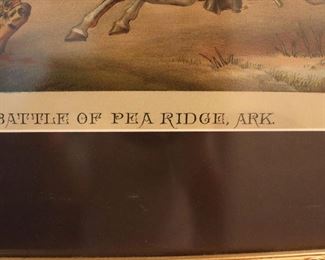 BATTLE OF PEA RIDGE, ARK.